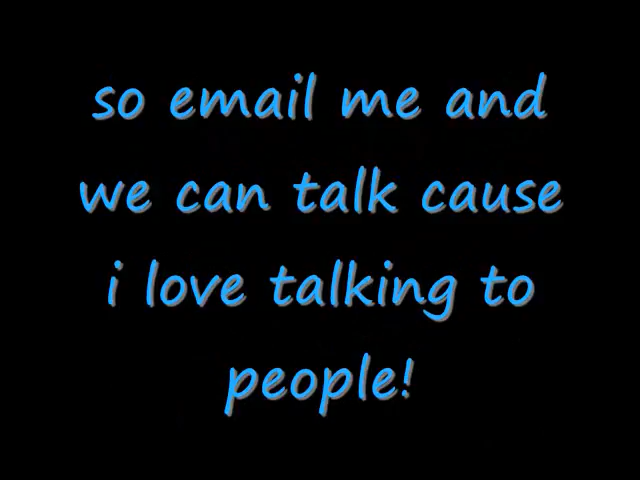 so email me and
we can talk cause
i love talking to
people!